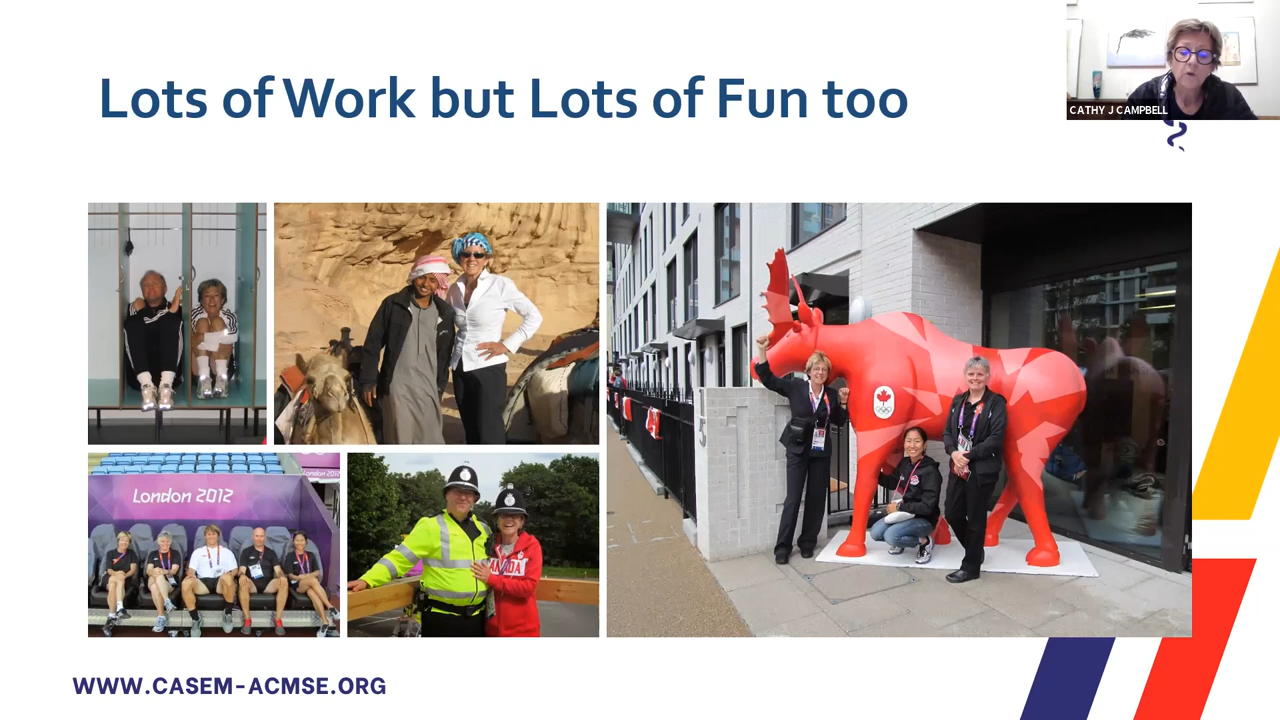 Lots of Work but Lots of Fun too
CATHY J CAMPBELL
London 2012
CANADA
WWW.CASEM-ACMSE.ORG